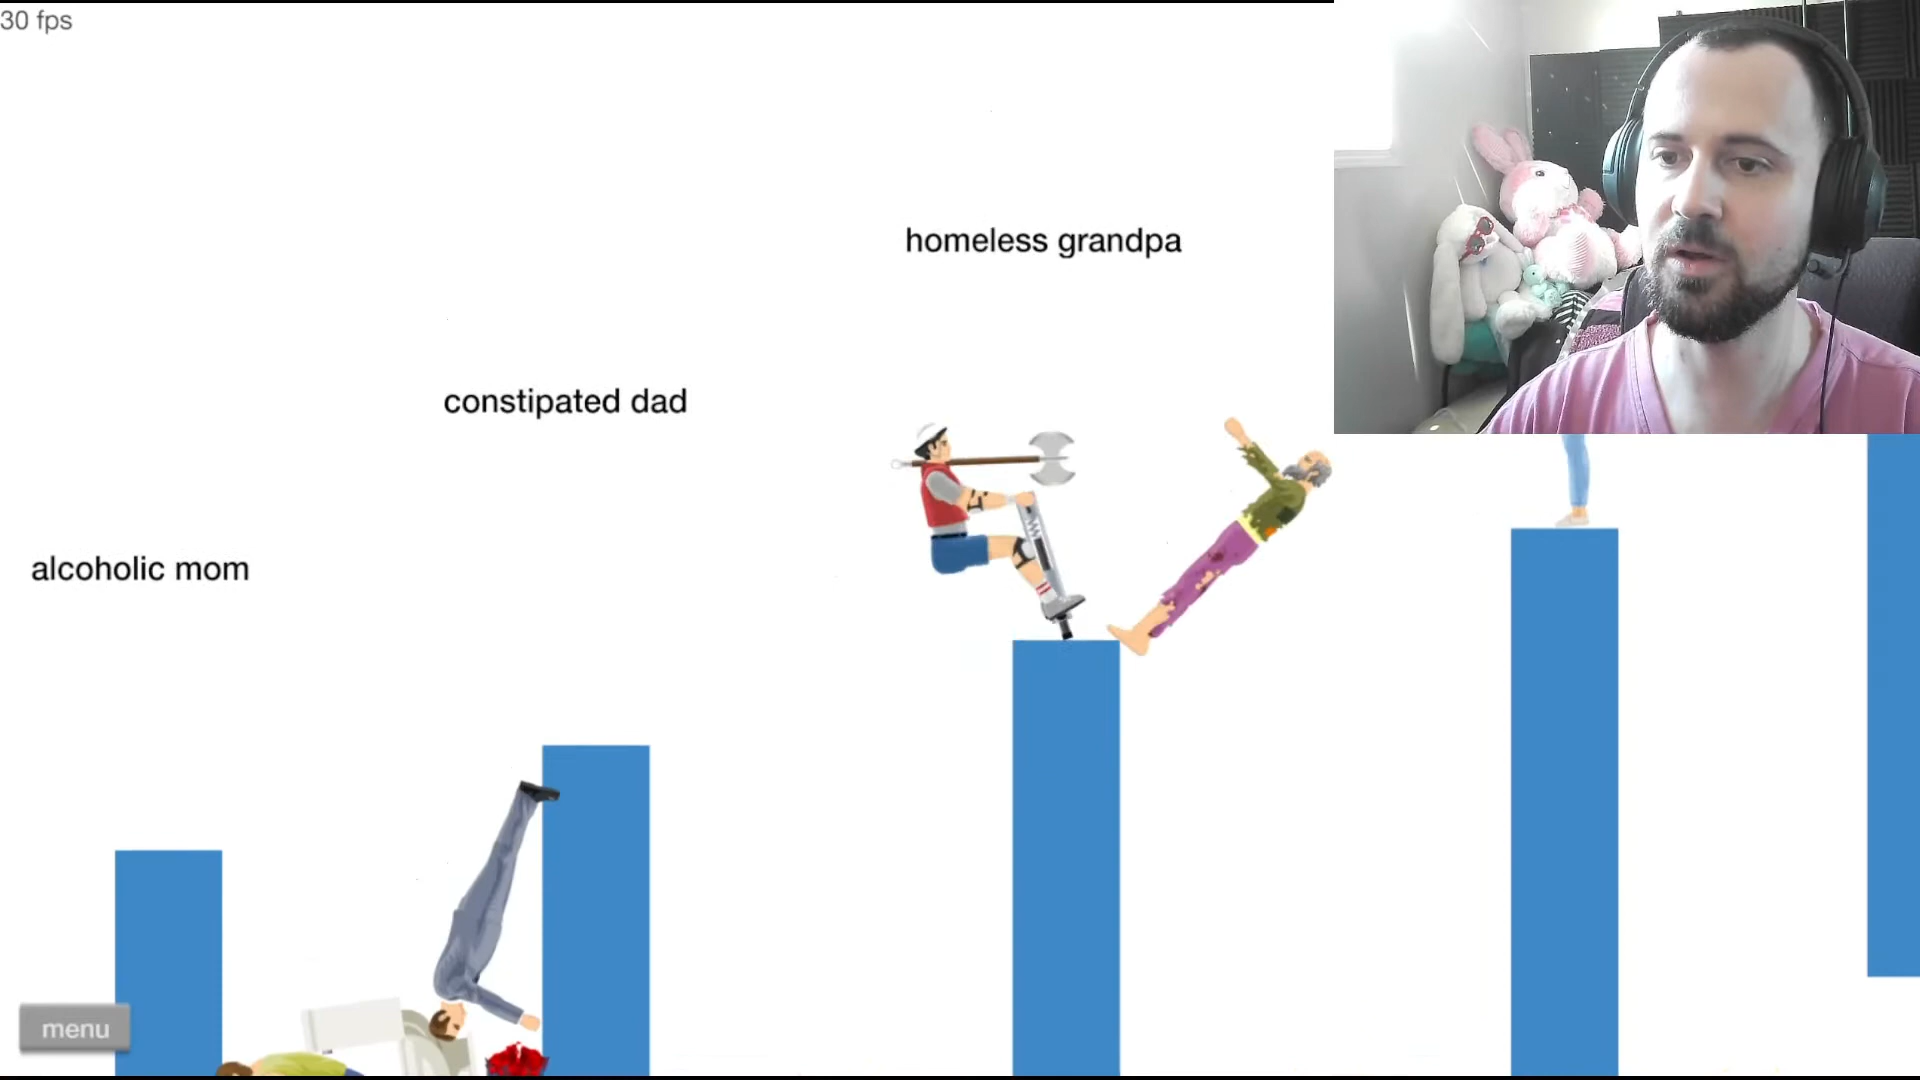 30 fps
homeless grandpa
constipated dad
alcoholic mom
menu